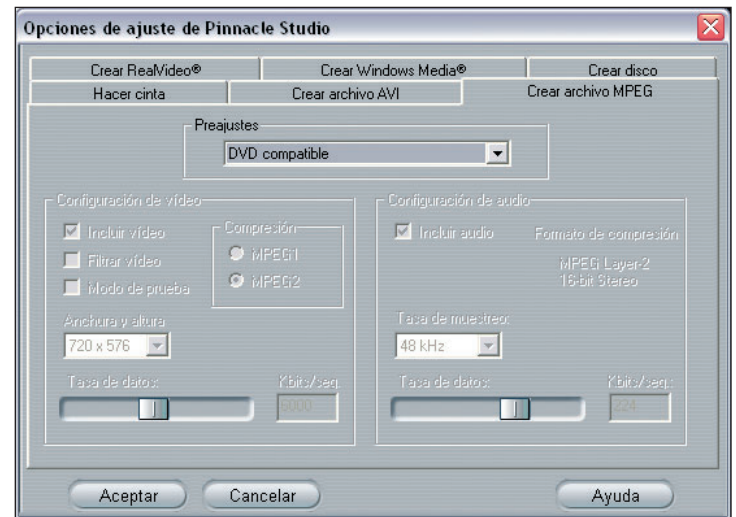 Opciones de ajuste de Pinnacle Studio
Crear RealVideo®
Crear Windows Media®
Crear disco
Hacer cinta
Crear archivo AVI
Crear archivo MPEG
Preajustes
DVD compatible
Configuración de vídeo
Incluir vídeo
Filtrar vídeo
Modo de prueba
Compresión
MPEG1
MPEG2
Anchura y altura
720 x 576
Tasa de datos:
Kbits/seq.
6000
Configuración de audio
Incluir audio
Formato de compresión
MPEG Layer-2
16-bit Stereo
Tasa de muestreo:
48 kHz
Tasa de datos:
Kbits/seq.:
224
Aceptar
Cancelar
Ayuda